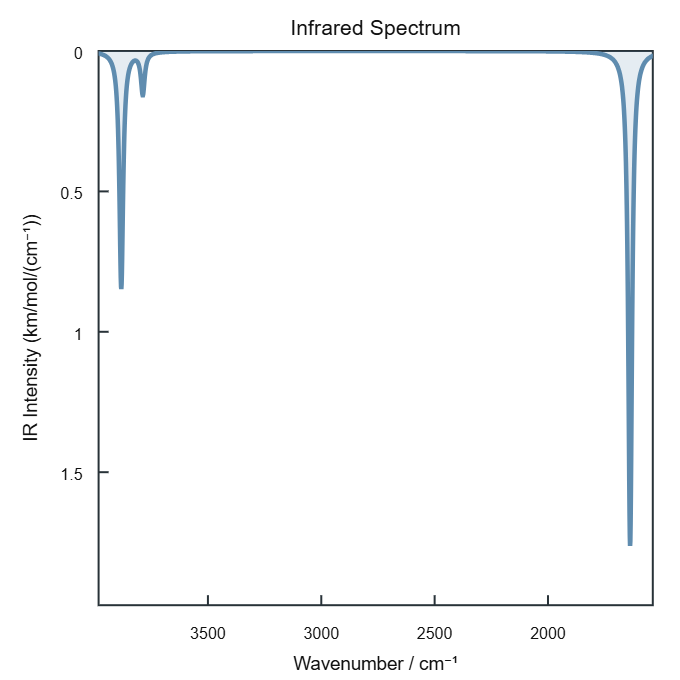 Infrared Spectrum
0
0.5
1
1.5
IR Intensity (km/mol/(cm⁻¹))
3500 3000 2500 2000
Wavenumber / cm⁻¹